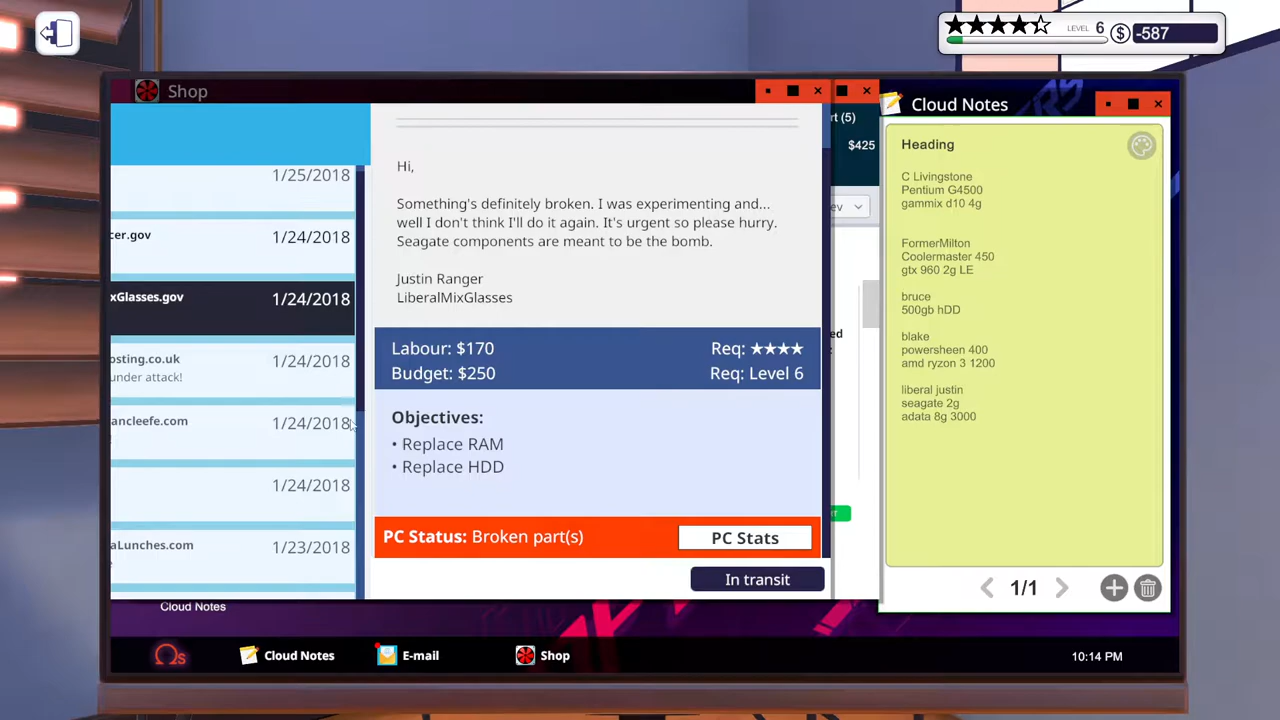 LEVEL 6 $ -587
Shop
1/25/2018
cer.gov 1/24/2018
xGlasses.gov 1/24/2018
osting.co.uk 1/24/2018
under attack!
ancleefe.com 1/24/2018
1/24/2018
aLunches.com 1/23/2018
Hi,
Something's definitely broken. I was experimenting and...
well I don't think I'll do it again. It's urgent so please hurry.
Seagate components are meant to be the bomb.
Justin Ranger
LiberalMixGlasses
Labour: $170 Req: ★★★★
Budget: $250 Req: Level 6
Objectives:
• Replace RAM
• Replace HDD
PC Status: Broken part(s) PC Stats
In transit
rt (5)
$425
ev
ed
Cloud Notes
Heading
C Livingstone
Pentium G4500
gammix d10 4g
FormerMilton
Coolermaster 450
gtx 960 2g LE
bruce
500gb hDD
blake
powersheen 400
amd ryzon 3 1200
liberal justin
seagate 2g
adata 8g 3000
1/1
Cloud Notes
Ωs Cloud Notes E-mail Shop 10:14 PM